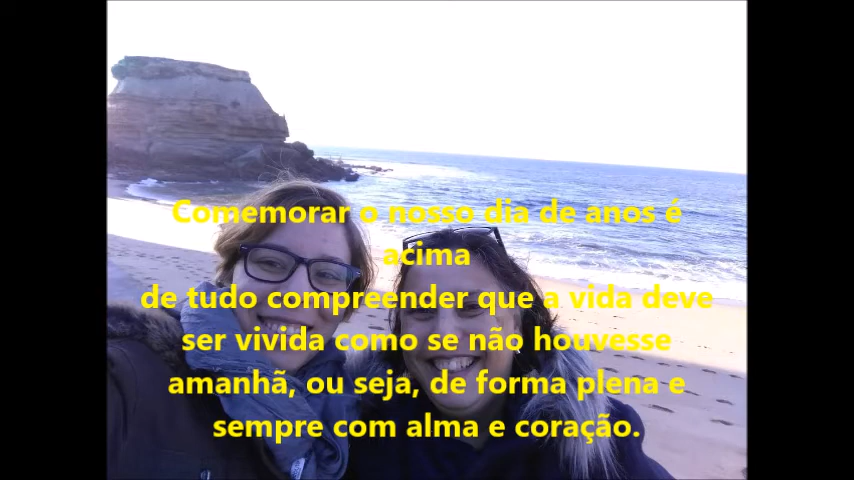 Comemorar o nosso dia de anos é
acima
de tudo compreender que a vida deve
ser vivida como se não houvesse
amanhã, ou seja, de forma plena e
sempre com alma e coração.